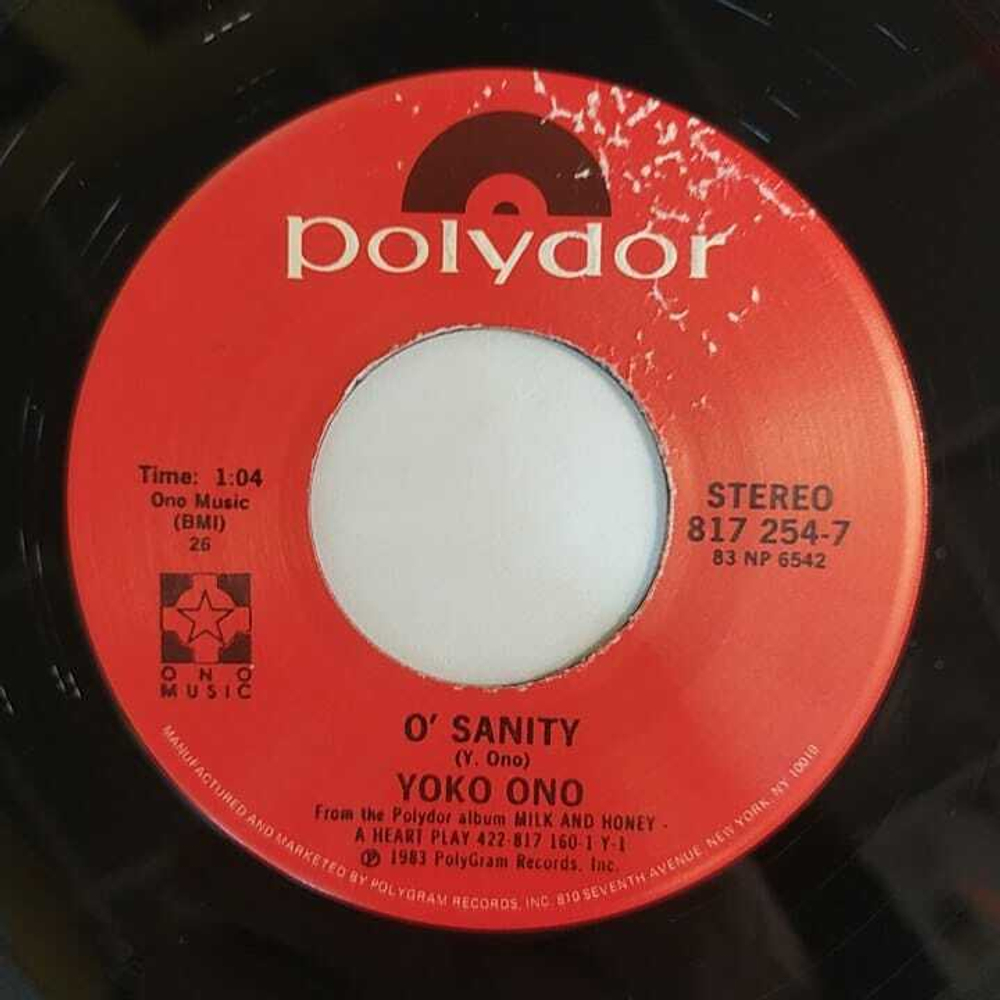 polydor
Time: 1:04
Ono Music
(BMI)
26
ONO
MUSIC
STEREO
817 254-7
83 NP 6542
O' SANITY
(Y. Ono)
YOKO ONO
From the Polydor album MILK AND HONEY -
A HEART PLAY 422-817 160-1 Y-1
℗ 1983 PolyGram Records, Inc.
MANUFACTURED AND MARKETED BY POLYGRAM RECORDS, INC. 810 SEVENTH AVENUE, NEW YORK, NY 10019